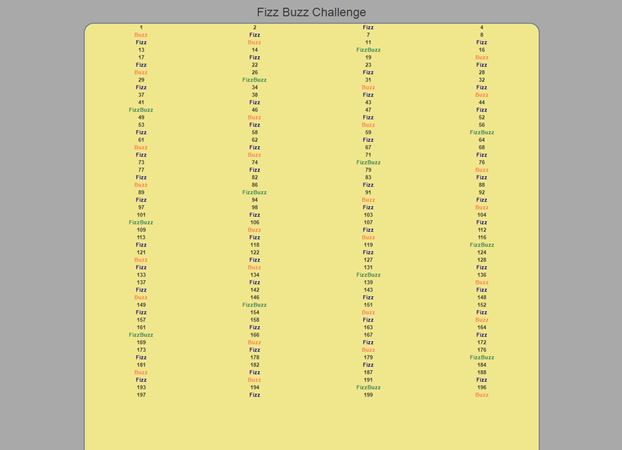 Fizz Buzz Challenge
1 2 Fizz 4
Buzz Fizz 7 8
Fizz Buzz 11 Fizz
13 14 FizzBuzz 16
17 Fizz 19 Buzz
Fizz 22 23 Fizz
Buzz 26 Fizz 28
29 FizzBuzz 31 32
Fizz 34 Buzz Fizz
37 38 Fizz Buzz
41 Fizz 43 44
FizzBuzz 46 47 Fizz
49 Buzz Fizz 52
53 Fizz Buzz 56
Fizz 58 59 FizzBuzz
61 62 Fizz 64
Buzz Fizz 67 68
Fizz Buzz 71 Fizz
73 74 FizzBuzz 76
77 Fizz 79 Buzz
Fizz 82 83 Fizz
Buzz 86 Fizz 88
89 FizzBuzz 91 92
Fizz 94 Buzz Fizz
97 98 Fizz Buzz
101 Fizz 103 104
FizzBuzz 106 107 Fizz
109 Buzz Fizz 112
113 Fizz Buzz 116
Fizz 118 119 FizzBuzz
121 122 Fizz 124
Buzz Fizz 127 128
Fizz Buzz 131 Fizz
133 134 FizzBuzz 136
137 Fizz 139 Buzz
Fizz 142 143 Fizz
Buzz 146 Fizz 148
149 FizzBuzz 151 152
Fizz 154 Buzz Fizz
157 158 Fizz Buzz
161 Fizz 163 164
FizzBuzz 166 167 Fizz
169 Buzz Fizz 172
173 Fizz Buzz 176
Fizz 178 179 FizzBuzz
181 182 Fizz 184
Buzz Fizz 187 188
Fizz Buzz 191 Fizz
193 194 FizzBuzz 196
197 Fizz 199 Buzz